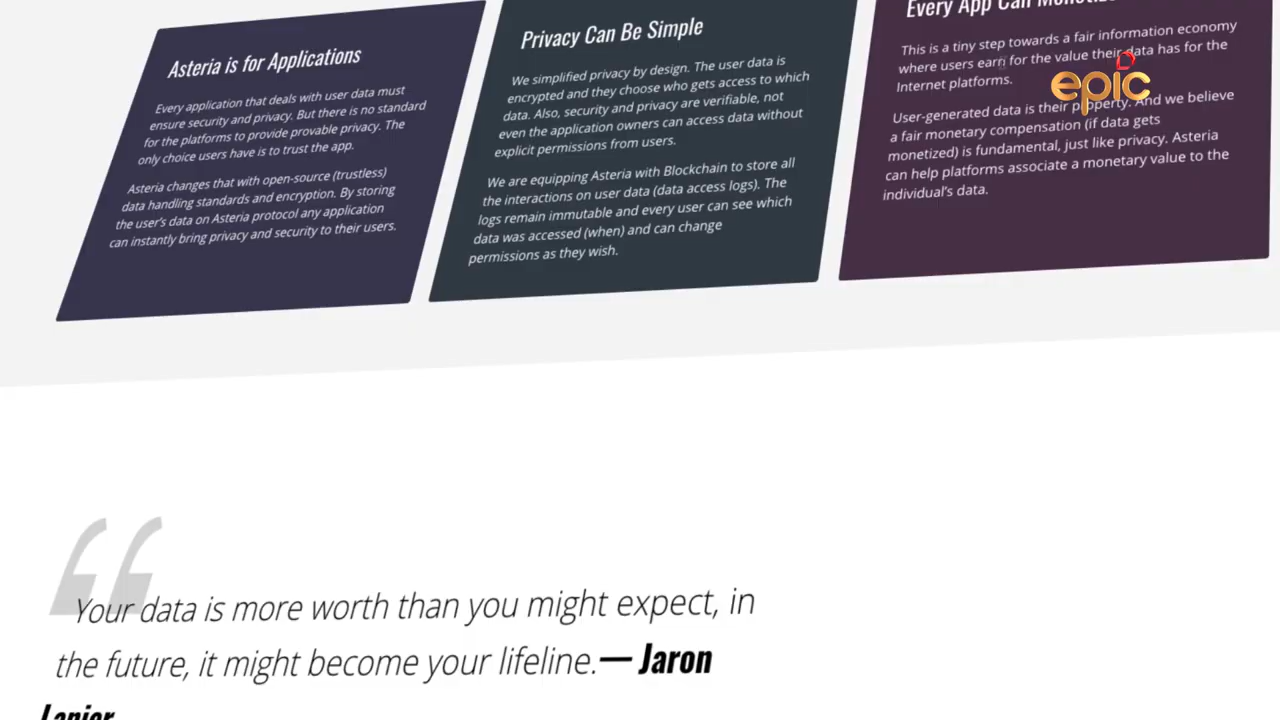 Asteria is for Applications
Every application that deals with user data must
ensure security and privacy. But there is no standard
for the platforms to provide provable privacy. The
only choice users have is to trust the app.
Asteria changes that with open-source (trustless)
data handling standards and encryption. By storing
the user's data on Asteria protocol any application
can instantly bring privacy and security to their users.
Privacy Can Be Simple
We simplified privacy by design. The user data is
encrypted and they choose who gets access to which
data. Also, security and privacy are verifiable, not
even the application owners can access data without
explicit permissions from users.
We are equipping Asteria with Blockchain to store all
the interactions on user data (data access logs). The
logs remain immutable and every user can see which
data was accessed (when) and can change
permissions as they wish.
Every App Can Monetize
This is a tiny step towards a fair information economy
where users earn for the value their data has for the
Internet platforms.
User-generated data is their property. And we believe
a fair monetary compensation (if data gets
monetized) is fundamental, just like privacy. Asteria
can help platforms associate a monetary value to the
individual's data.
epic
“
Your data is more worth than you might expect, in
the future, it might become your lifeline.— Jaron
Lanier